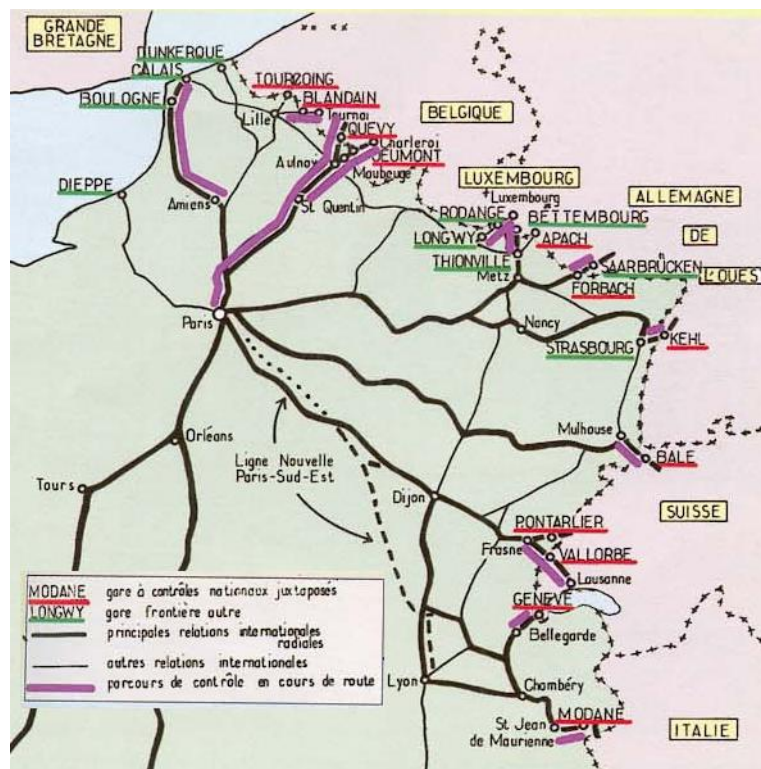 GRANDE
BRETAGNE
DUNKERQUE
CALAIS
BOULOGNE
TOURCOING
BLANDAIN
Lille
Tournai
BELGIQUE
QUEVY
Charleroi
Aulnoy
JEUMONT
Maubeuge
DIEPPE
Amiens
St Quentin
LUXEMBOURG
Luxembourg
ALLEMAGNE
DE
L'OUES
RODANGE
BETTEMBOURG
LONGWY
APACH
THIONVILLE
Metz
SAARBRÜCKEN
FORBACH
Paris
Nancy
STRASBOURG
KEHL
Orléans
Mulhouse
BALE
Tours
Ligne Nouvelle
Paris-Sud-Est
Dijon
SUISSE
PONTARLIER
Frasne
VALLORBE
Lausanne
GENEVE
Bellegarde
MODANE gare à contrôles nationaux juxtaposés
LONGWY gare frontière autre
principales relations internationales
radiales
autres relations internationales
parcours de contrôle en cours de route
Lyon
Chambéry
St Jean
de Maurienne
MODANE
ITALIE